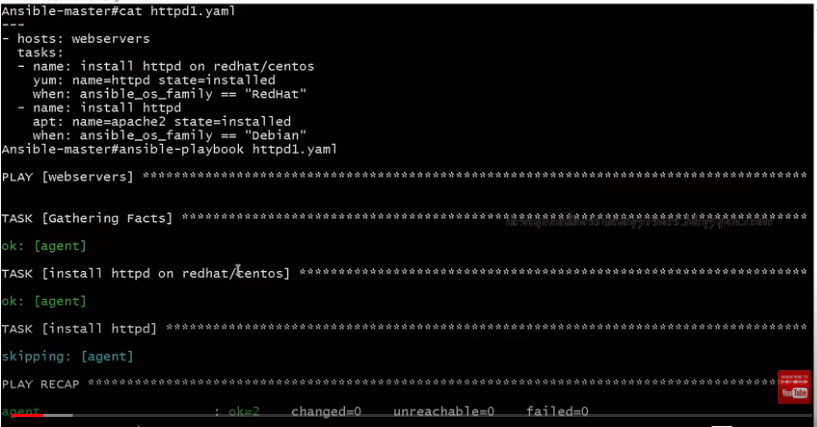 Ansible-master#cat httpd1.yaml
---
- hosts: webservers
  tasks:
  - name: install httpd on redhat/centos
    yum: name=httpd state=installed
    when: ansible_os_family == "RedHat"
  - name: install httpd
    apt: name=apache2 state=installed
    when: ansible_os_family == "Debian"
Ansible-master#ansible-playbook httpd1.yaml
PLAY [webservers] **********************************************************************************
TASK [Gathering Facts] *****************************************************************************
ok: [agent]
TASK [install httpd on redhat/centos] **************************************************************
ok: [agent]
TASK [install httpd] *******************************************************************************
skipping: [agent]
PLAY RECAP *****************************************************************************************
agent : ok=2 changed=0 unreachable=0 failed=0
YouTube